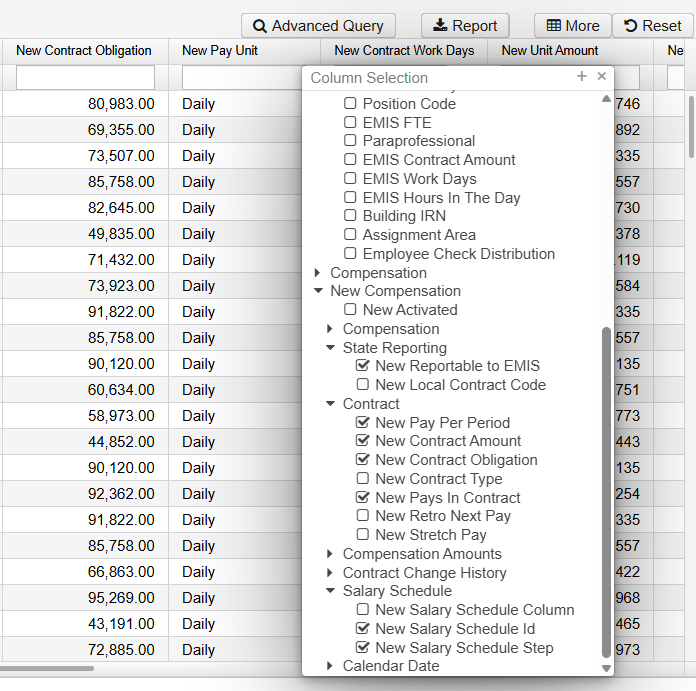 Advanced Query Report More Reset
New Contract Obligation New Pay Unit New Contract Work Days New Unit Amount Ne
Column Selection + ×
80,983.00 Daily Position Code 746
69,355.00 Daily EMIS FTE 892
73,507.00 Daily Paraprofessional 335
EMIS Contract Amount
85,758.00 Daily EMIS Work Days 557
82,645.00 Daily EMIS Hours In The Day 730
Building IRN
49,835.00 Daily Assignment Area 378
71,432.00 Daily Employee Check Distribution .119
Compensation
73,923.00 Daily New Compensation 584
91,822.00 Daily New Activated 335
Compensation
85,758.00 Daily State Reporting 557
90,120.00 Daily New Reportable to EMIS 135
60,634.00 Daily New Local Contract Code 751
Contract
58,973.00 Daily New Pay Per Period 773
44,852.00 Daily New Contract Amount 443
New Contract Obligation
90,120.00 Daily New Contract Type 135
92,362.00 Daily New Pays In Contract 254
91,822.00 Daily New Retro Next Pay 335
New Stretch Pay
85,758.00 Daily Compensation Amounts 557
66,863.00 Daily Contract Change History 422
Salary Schedule
95,269.00 Daily New Salary Schedule Column 968
43,191.00 Daily New Salary Schedule Id 465
72,885.00 Daily New Salary Schedule Step 973
Calendar Date